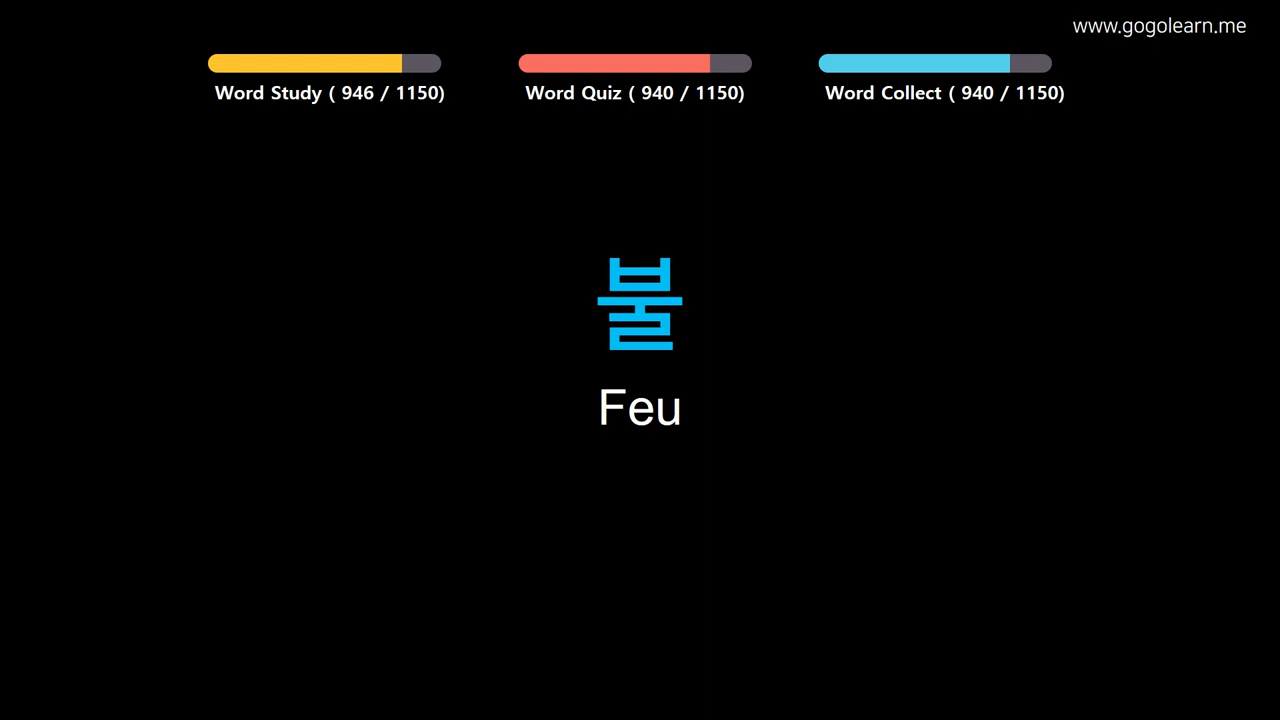 www.gogolearn.me
Word Study ( 946 / 1150)
Word Quiz ( 940 / 1150)
Word Collect ( 940 / 1150)
불
Feu